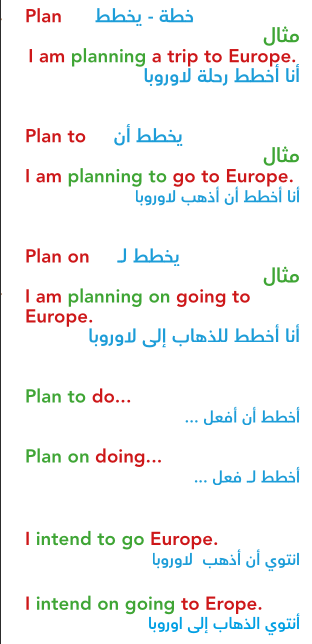 Plan خطة - يخطط
مثال
I am planning a trip to Europe.
أنا أخطط رحلة لاوروبا
Plan to يخطط أن
مثال
I am planning to go to Europe.
أنا أخطط أن أذهب لاوروبا
Plan on يخطط لـ
مثال
I am planning on going to
Europe.
أنا أخطط للذهاب إلى لاوروبا
Plan to do...
أخطط أن أفعل ...
Plan on doing...
أخطط لـ فعل ...
I intend to go Europe.
انتوي أن أذهب لاوروبا
I intend on going to Erope.
أنتوي الذهاب إلى اوروبا